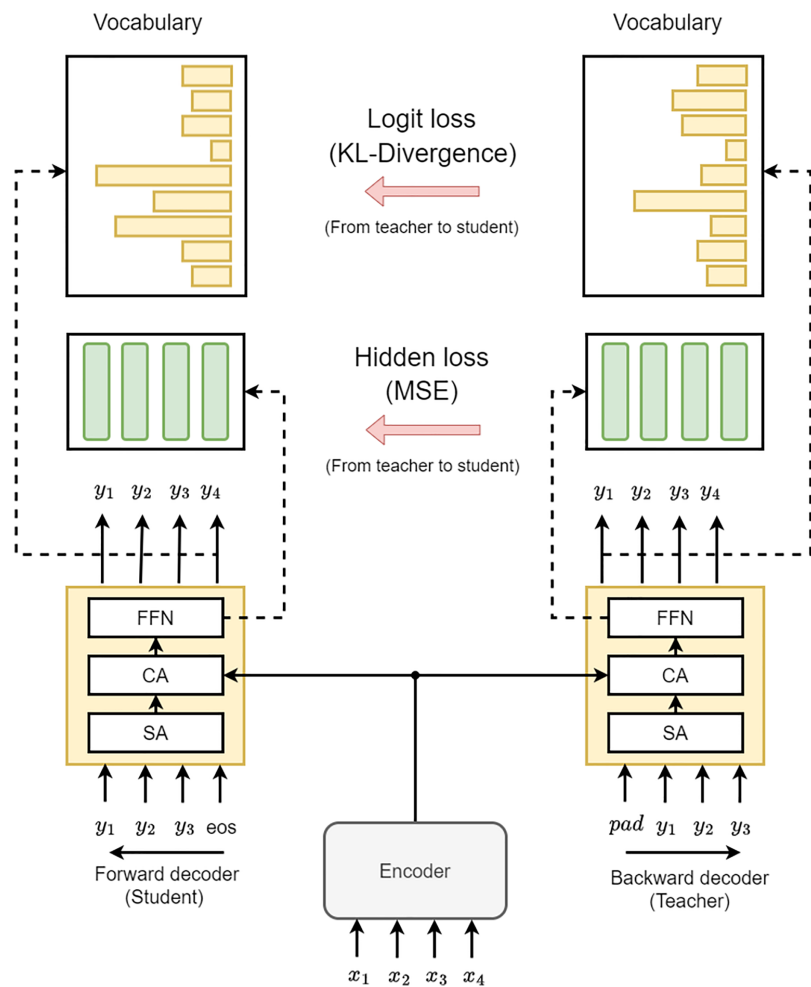 Vocabulary
Vocabulary
Logit loss
(KL-Divergence)
(From teacher to student)
Hidden loss
(MSE)
(From teacher to student)
y₁ y₂ y₃ y₄
y₁ y₂ y₃ y₄
FFN
CA
SA
FFN
CA
SA
y₁ y₂ y₃ eos
Forward decoder
(Student)
pad y₁ y₂ y₃
Backward decoder
(Teacher)
Encoder
x₁ x₂ x₃ x₄